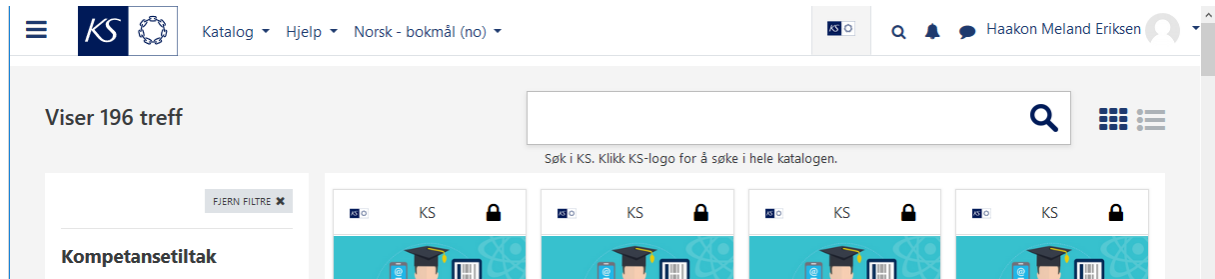 KS
Katalog
Hjelp
Norsk - bokmål (no)
KS
Haakon Meland Eriksen
Viser 196 treff
Søk i KS. Klikk KS-logo for å søke i hele katalogen.
FJERN FILTRE ✖
Kompetansetiltak
KS KS
KS KS
KS KS
KS KS